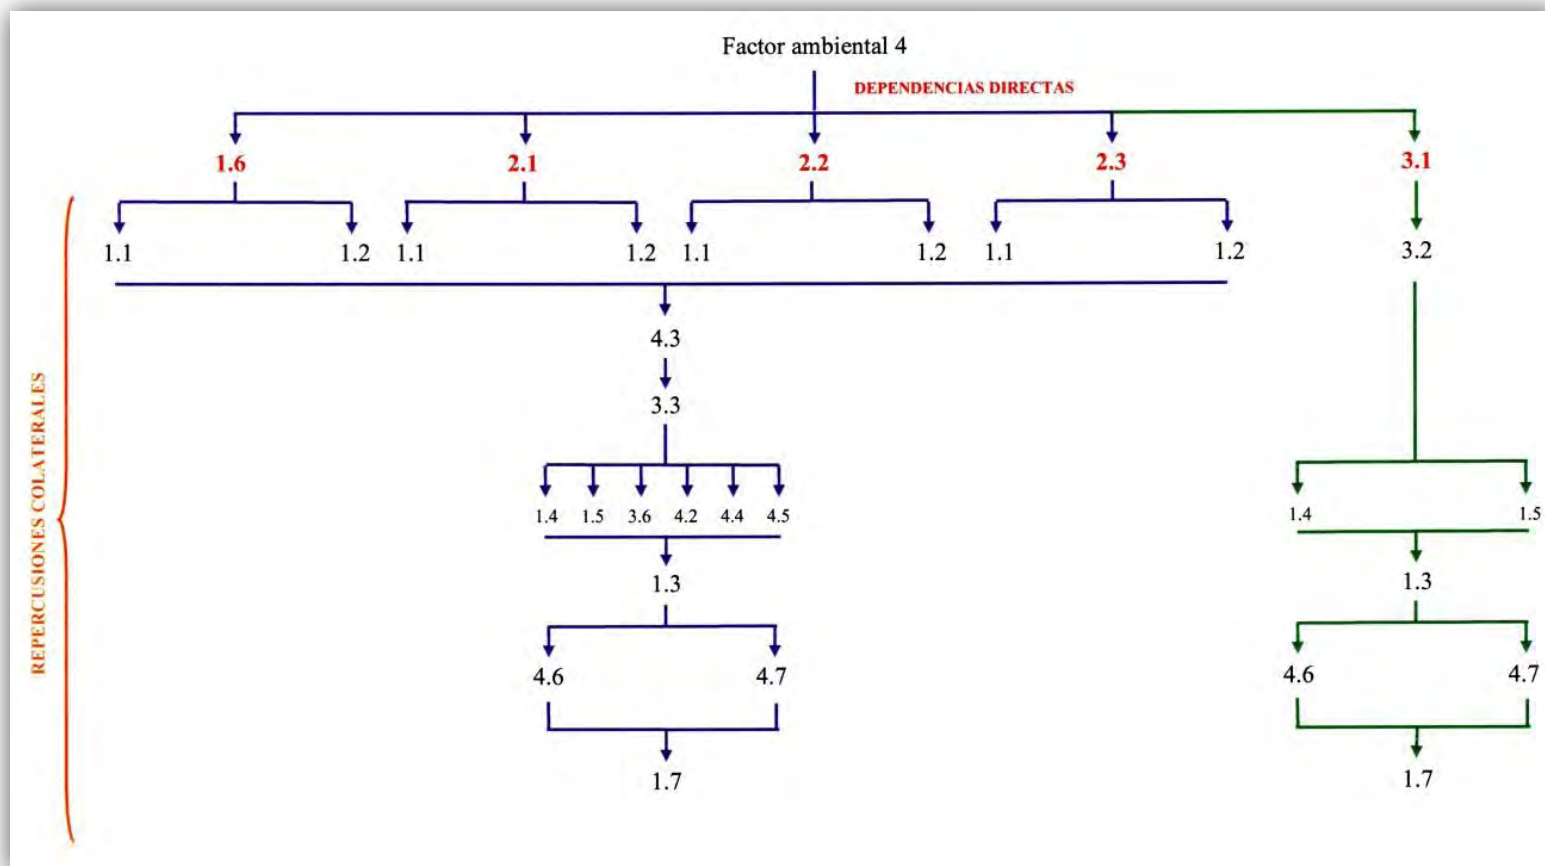 Factor ambiental 4
DEPENDENCIAS DIRECTAS
1.6 2.1 2.2 2.3 3.1
1.1 1.2 1.1 1.2 1.1 1.2 1.1 1.2 3.2
4.3
3.3
1.4 1.5 3.6 4.2 4.4 4.5 1.4 1.5
1.3 1.3
4.6 4.7 4.6 4.7
1.7 1.7
REPERCUSIONES COLATERALES